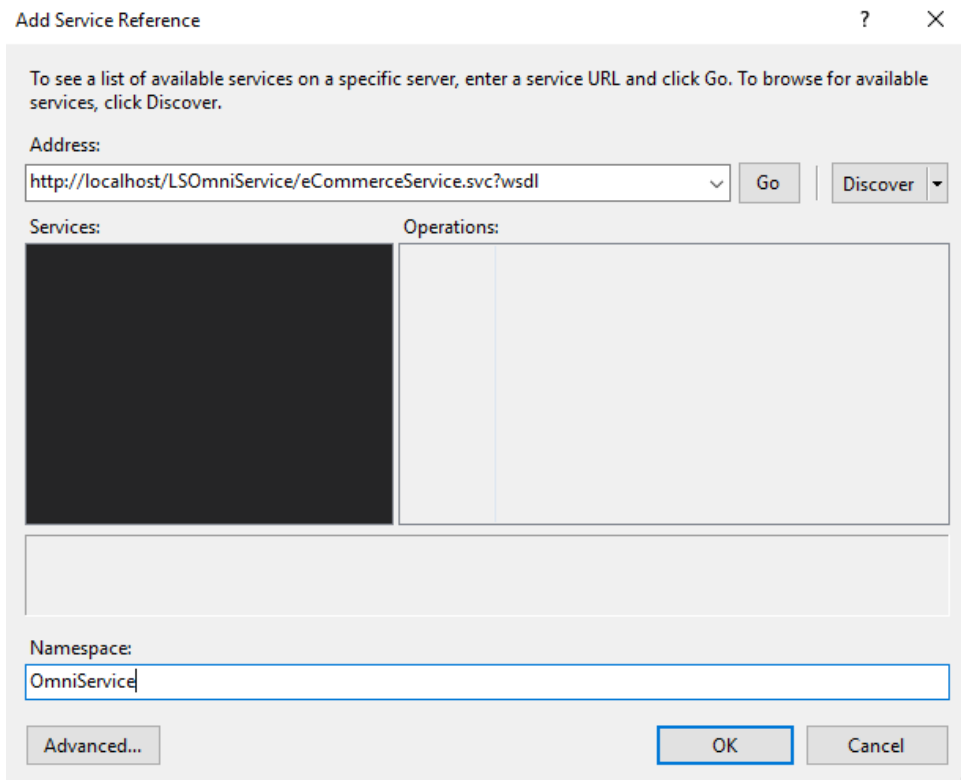 Add Service Reference
?
To see a list of available services on a specific server, enter a service URL and click Go. To browse for available
services, click Discover.
Address:
http://localhost/LSOmniService/eCommerceService.svc?wsdl
Go
Discover
Services:
Operations:
Namespace:
OmniService
Advanced...
OK
Cancel